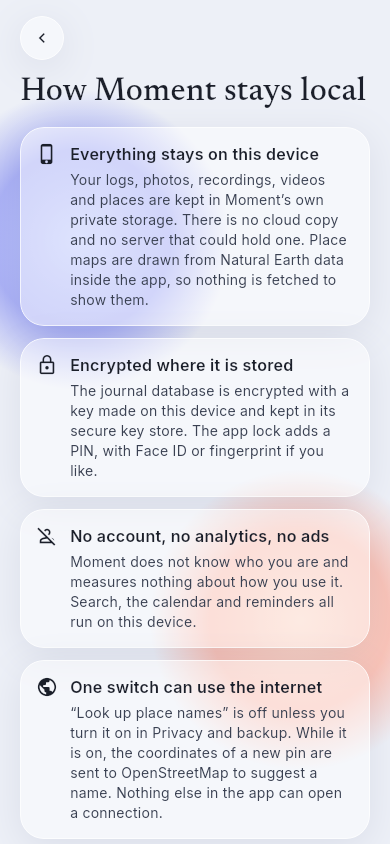 How Moment stays local
Everything stays on this device
Your logs, photos, recordings, videos
and places are kept in Moment’s own
private storage. There is no cloud copy
and no server that could hold one. Place
maps are drawn from Natural Earth data
inside the app, so nothing is fetched to
show them.
Encrypted where it is stored
The journal database is encrypted with a
key made on this device and kept in its
secure key store. The app lock adds a
PIN, with Face ID or fingerprint if you
like.
No account, no analytics, no ads
Moment does not know who you are and
measures nothing about how you use it.
Search, the calendar and reminders all
run on this device.
One switch can use the internet
“Look up place names” is off unless you
turn it on in Privacy and backup. While it
is on, the coordinates of a new pin are
sent to OpenStreetMap to suggest a
name. Nothing else in the app can open
a connection.